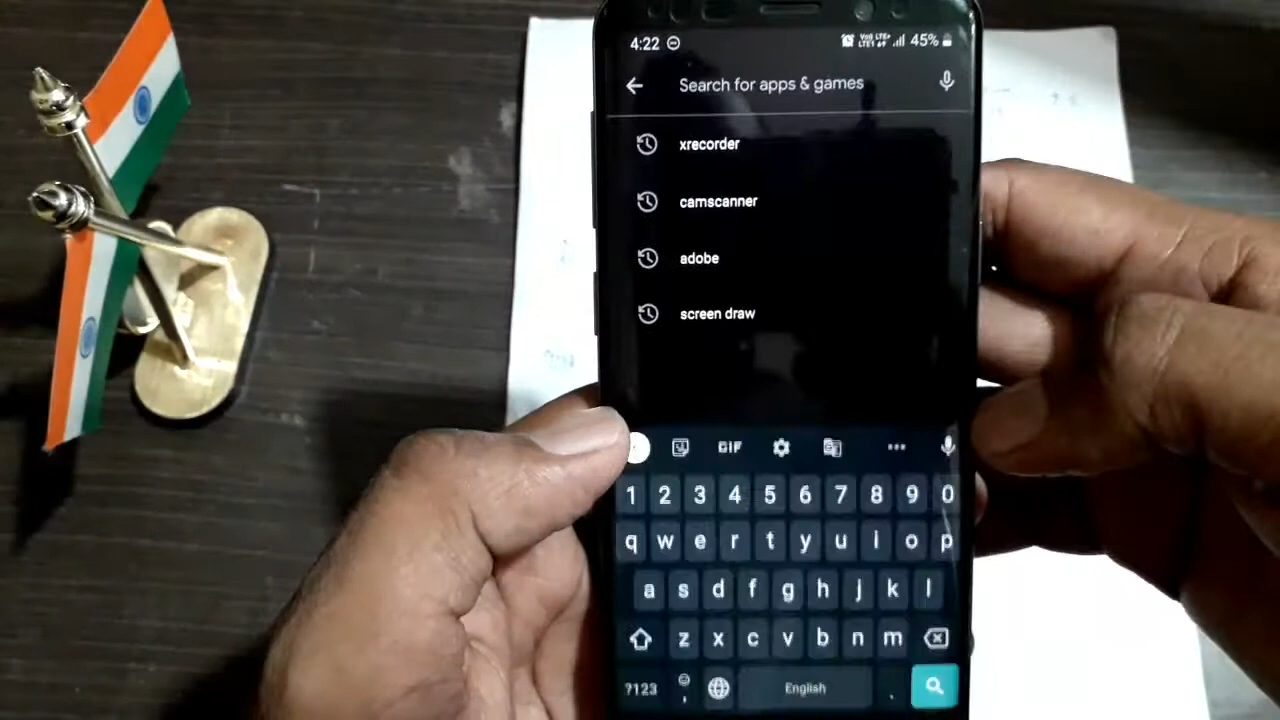 4:22 45%
Search for apps & games
xrecorder
camscanner
adobe
screen draw
GIF
1 2 3 4 5 6 7 8 9 0
q w e r t y u i o p
a s d f g h j k l
z x c v b n m
?123 , English .